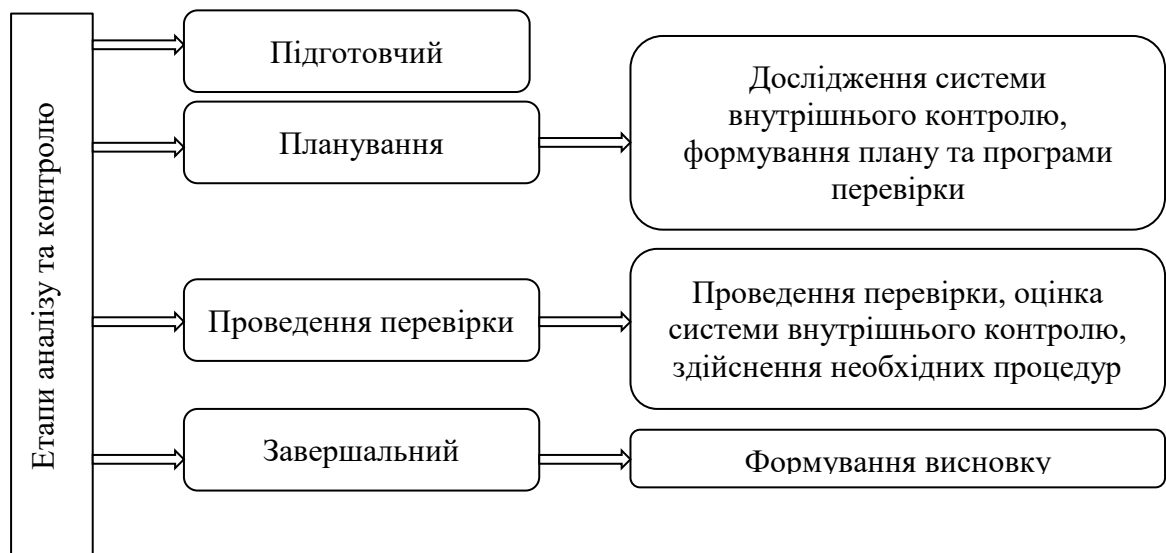 Етапи аналізу та контролю
Підготовчий
Планування
Дослідження системи
внутрішнього контролю,
формування плану та програми
перевірки
Проведення перевірки
Проведення перевірки, оцінка
системи внутрішнього контролю,
здійснення необхідних процедур
Завершальний
Формування висновку